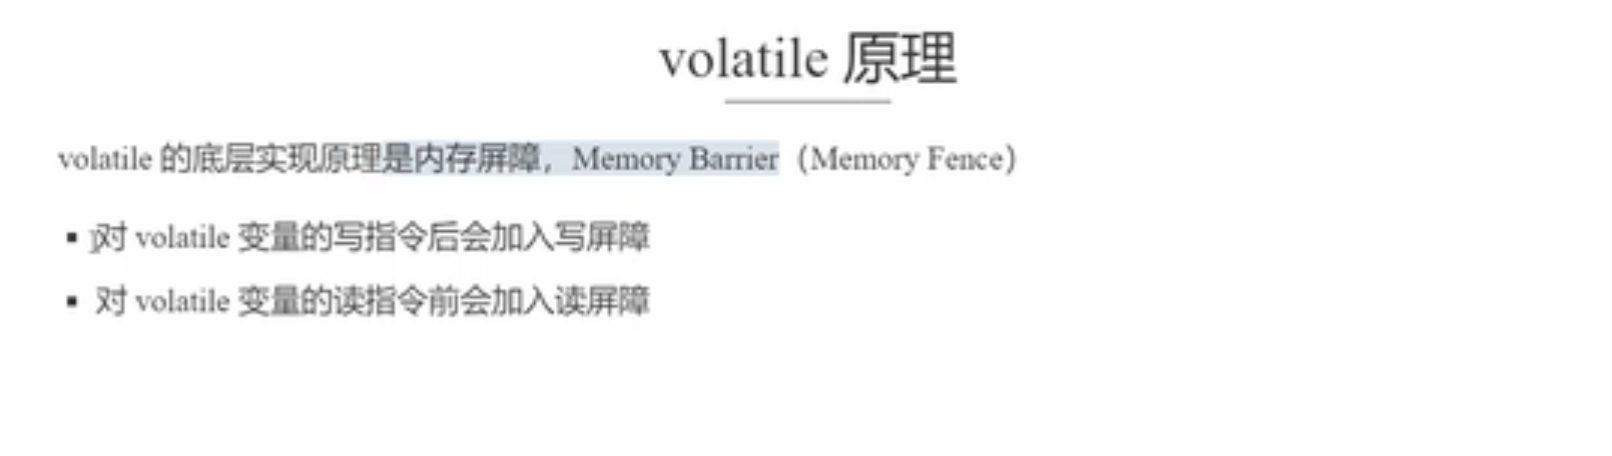 volatile 原理
volatile 的底层实现原理是内存屏障，Memory Barrier（Memory Fence）
▪ 对 volatile 变量的写指令后会加入写屏障
▪ 对 volatile 变量的读指令前会加入读屏障